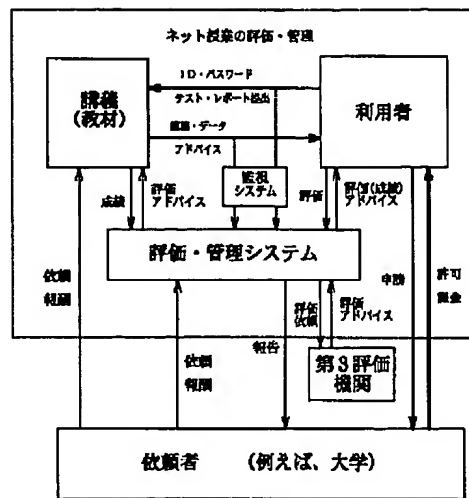 ネット授業の評価・管理
ID・パスワード
講義
(教材)
テスト・レポート提出
利用者
データ
アドバイス
監視
システム
成績
評価
アドバイス
評価
評価(成績)
アドバイス
評価・管理システム
依頼
報酬
依頼
報酬
報告
評価
依頼
評価
アドバイス
申請
許可
第3評価
機関
依頼者 (例えば、大学)